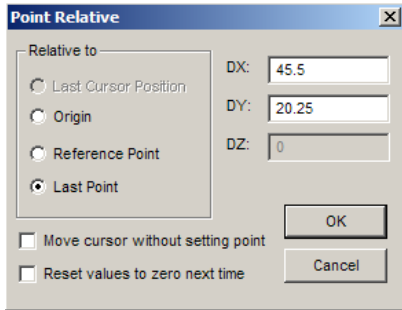 Point Relative
Relative to
Last Cursor Position
Origin
Reference Point
Last Point
DX: 45.5
DY: 20.25
DZ: 0
Move cursor without setting point
Reset values to zero next time
OK
Cancel